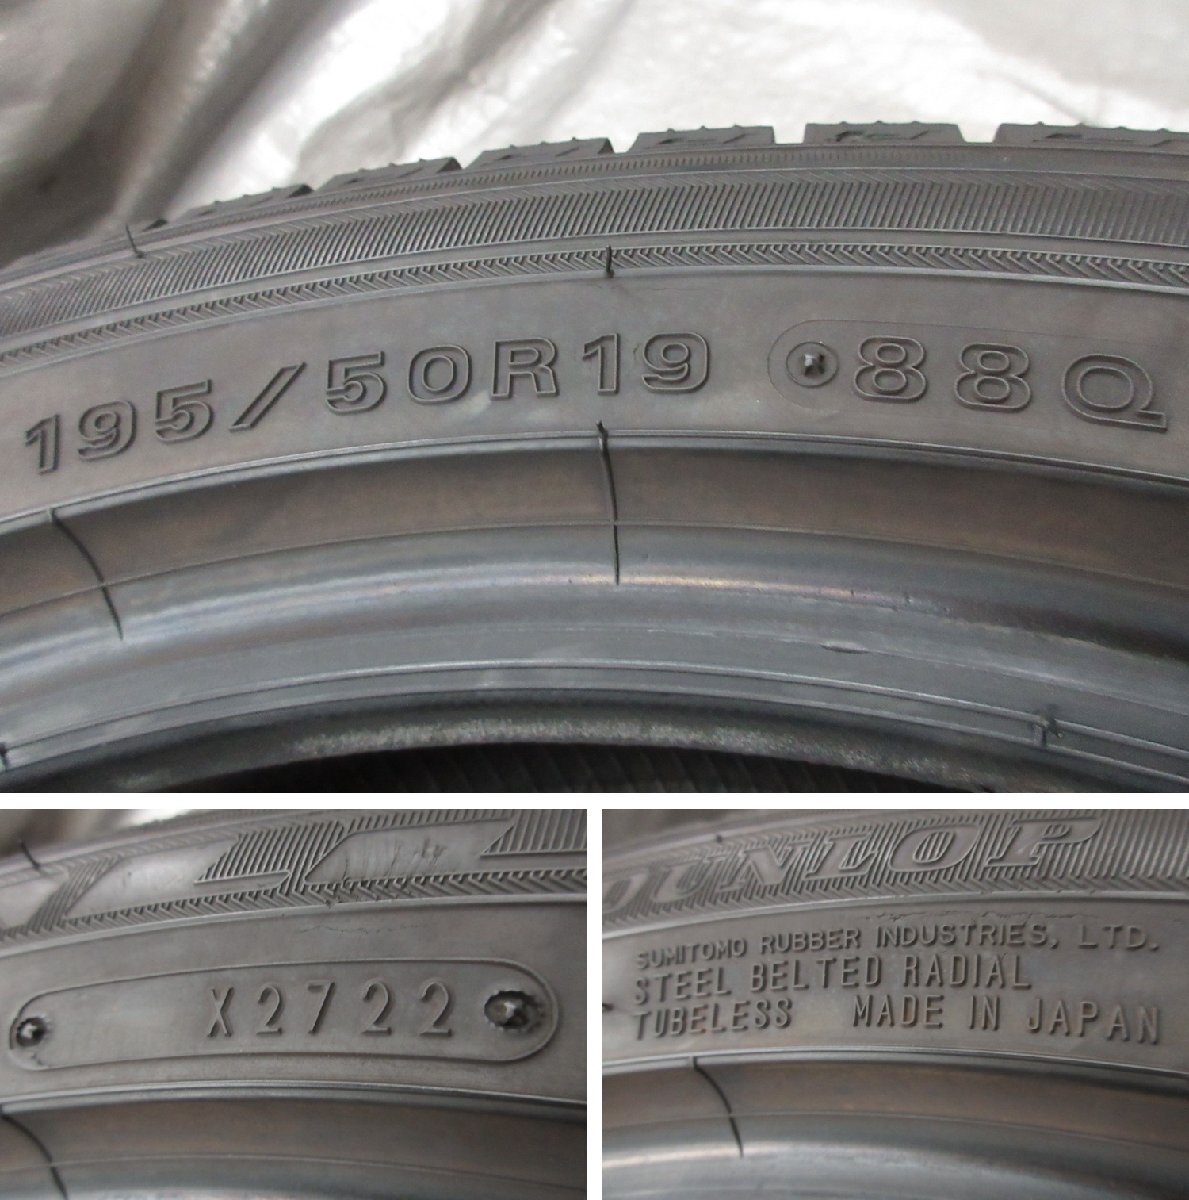 195/50R19 88Q
X2722
DUNLOP
SUMITOMO RUBBER INDUSTRIES, LTD.
STEEL BELTED RADIAL
TUBELESS MADE IN JAPAN